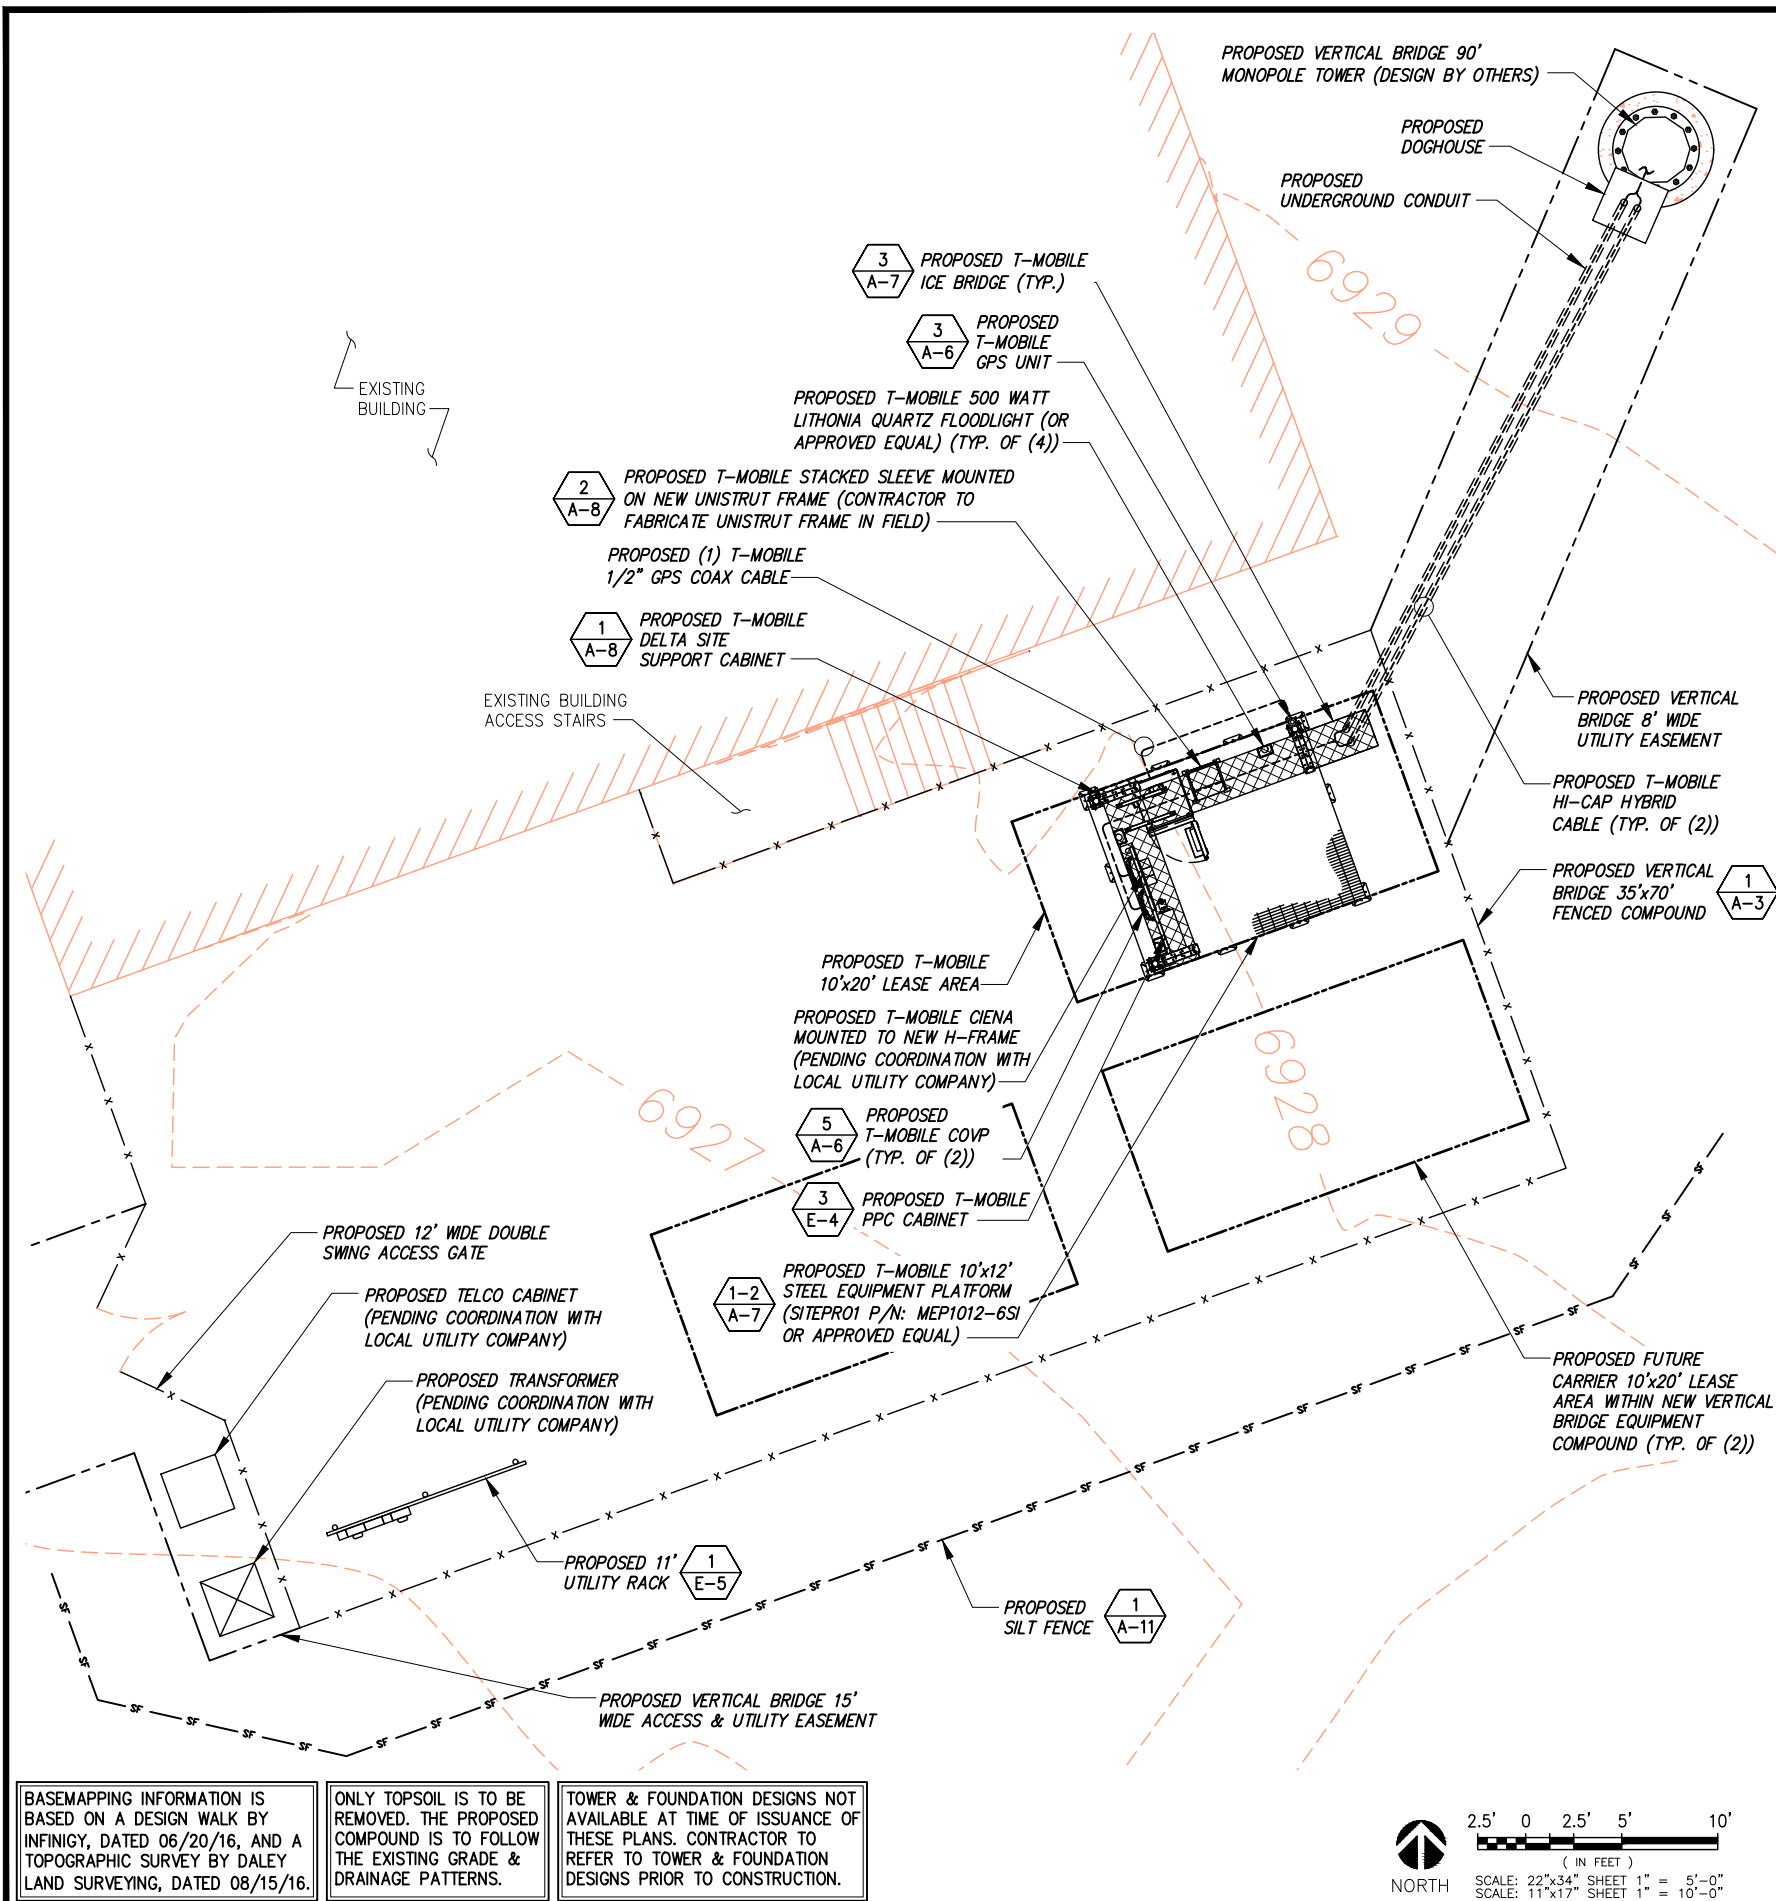 PROPOSED VERTICAL BRIDGE 90'
MONOPOLE TOWER (DESIGN BY OTHERS)
PROPOSED
DOGHOUSE
PROPOSED
UNDERGROUND CONDUIT
6929
3
A-7
PROPOSED T-MOBILE
ICE BRIDGE (TYP.)
3
A-6
PROPOSED
T-MOBILE
GPS UNIT
EXISTING
BUILDING
PROPOSED T-MOBILE 500 WATT
LITHONIA QUARTZ FLOODLIGHT (OR
APPROVED EQUAL) (TYP. OF (4))
2
A-8
PROPOSED T-MOBILE STACKED SLEEVE MOUNTED
ON NEW UNISTRUT FRAME (CONTRACTOR TO
FABRICATE UNISTRUT FRAME IN FIELD)
PROPOSED (1) T-MOBILE
1/2" GPS COAX CABLE
1
A-8
PROPOSED T-MOBILE
DELTA SITE
SUPPORT CABINET
EXISTING BUILDING
ACCESS STAIRS
PROPOSED VERTICAL
BRIDGE 8' WIDE
UTILITY EASEMENT
PROPOSED T-MOBILE
HI-CAP HYBRID
CABLE (TYP. OF (2))
PROPOSED VERTICAL
BRIDGE 35'x70'
FENCED COMPOUND
1
A-3
PROPOSED T-MOBILE
10'x20' LEASE AREA
PROPOSED T-MOBILE CIENA
MOUNTED TO NEW H-FRAME
(PENDING COORDINATION WITH
LOCAL UTILITY COMPANY)
6928
6927
5
A-6
PROPOSED
T-MOBILE COVP
(TYP. OF (2))
3
E-4
PROPOSED T-MOBILE
PPC CABINET
1-2
A-7
PROPOSED T-MOBILE 10'x12'
STEEL EQUIPMENT PLATFORM
(SITEPRO1 P/N: MEP1012-6SI
OR APPROVED EQUAL)
PROPOSED 12' WIDE DOUBLE
SWING ACCESS GATE
PROPOSED TELCO CABINET
(PENDING COORDINATION WITH
LOCAL UTILITY COMPANY)
PROPOSED TRANSFORMER
(PENDING COORDINATION WITH
LOCAL UTILITY COMPANY)
PROPOSED FUTURE
CARRIER 10'x20' LEASE
AREA WITHIN NEW VERTICAL
BRIDGE EQUIPMENT
COMPOUND (TYP. OF (2))
PROPOSED 11'
UTILITY RACK
1
E-5
PROPOSED
SILT FENCE
1
A-11
PROPOSED VERTICAL BRIDGE 15'
WIDE ACCESS & UTILITY EASEMENT
BASEMAPPING INFORMATION IS
BASED ON A DESIGN WALK BY
INFINIGY, DATED 06/20/16, AND A
TOPOGRAPHIC SURVEY BY DALEY
LAND SURVEYING, DATED 08/15/16.
ONLY TOPSOIL IS TO BE
REMOVED. THE PROPOSED
COMPOUND IS TO FOLLOW
THE EXISTING GRADE &
DRAINAGE PATTERNS.
TOWER & FOUNDATION DESIGNS NOT
AVAILABLE AT TIME OF ISSUANCE OF
THESE PLANS. CONTRACTOR TO
REFER TO TOWER & FOUNDATION
DESIGNS PRIOR TO CONSTRUCTION.
NORTH
2.5' 0 2.5' 5' 10'
( IN FEET )
SCALE: 22"x34" SHEET 1" = 5'-0"
SCALE: 11"x17" SHEET 1" = 10'-0"